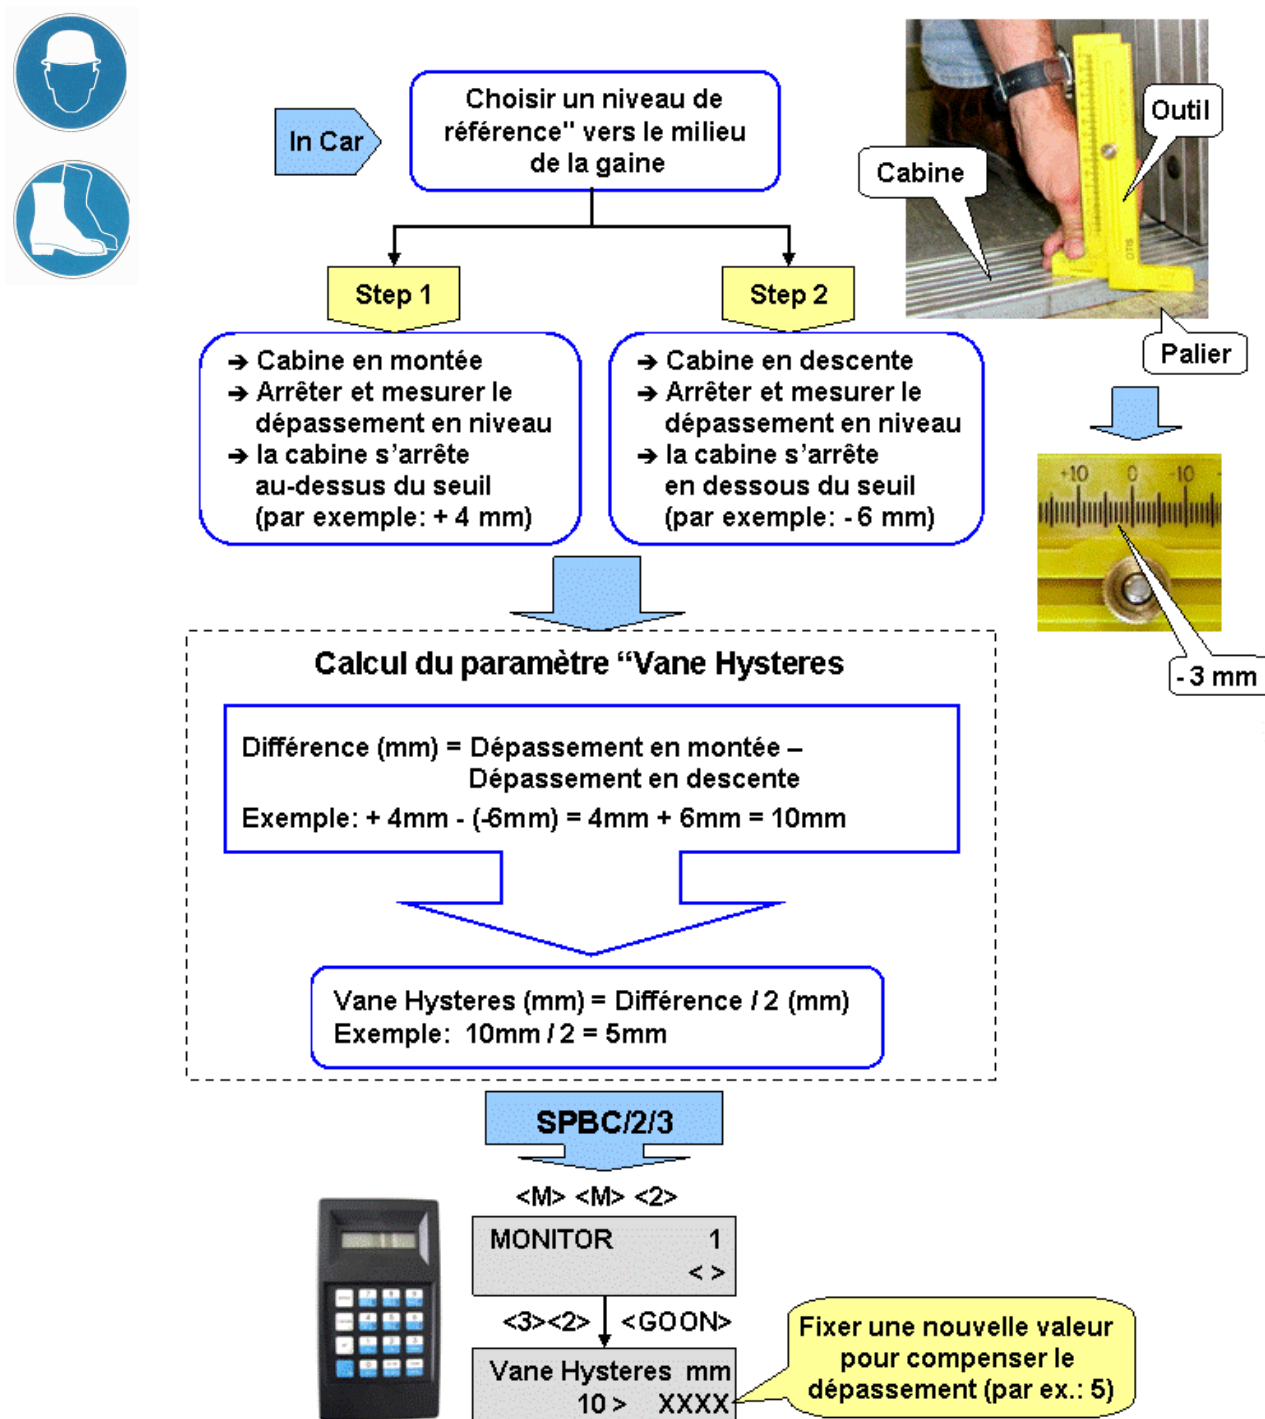 In Car
Choisir un niveau de
référence" vers le milieu
de la gaine
Outil
Cabine
OTIS
Palier
Step 1
Cabine en montée
Arrêter et mesurer le
dépassement en niveau
la cabine s'arrête
au-dessus du seuil
(par exemple: + 4 mm)
Step 2
Cabine en descente
Arrêter et mesurer le
dépassement en niveau
la cabine s'arrête
en dessous du seuil
(par exemple: - 6 mm)
+10 0 -10
- 3 mm
Calcul du paramètre “Vane Hysteres
Différence (mm) = Dépassement en montée –
Dépassement en descente
Exemple: + 4mm - (-6mm) = 4mm + 6mm = 10mm
Vane Hysteres (mm) = Différence / 2 (mm)
Exemple: 10mm / 2 = 5mm
SPBC/2/3
<M> <M> <2>
MONITOR 1
< >
<3><2> <GOON>
Vane Hysteres mm
10 > XXXX
Fixer une nouvelle valeur
pour compenser le
dépassement (par ex.: 5)